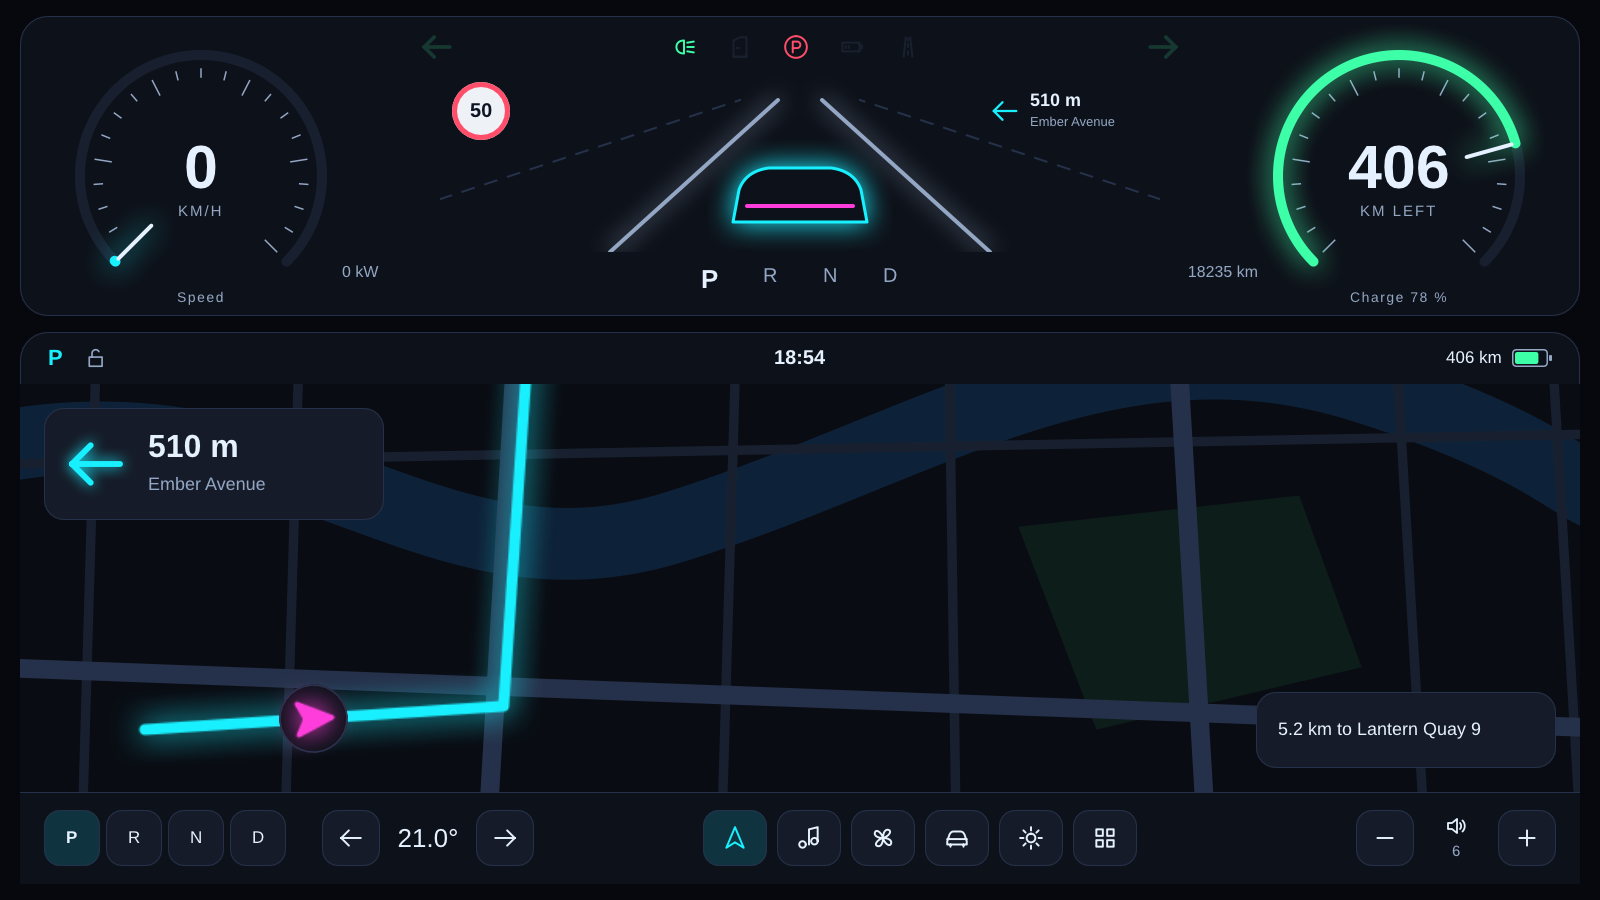 50
P
510 m
Ember Avenue
0
KM/H
406
KM LEFT
0 kW
P R N D
18235 km
Speed
Charge 78 %
P
18:54
406 km
510 m
Ember Avenue
5.2 km to Lantern Quay 9
P R N D
21.0°
6